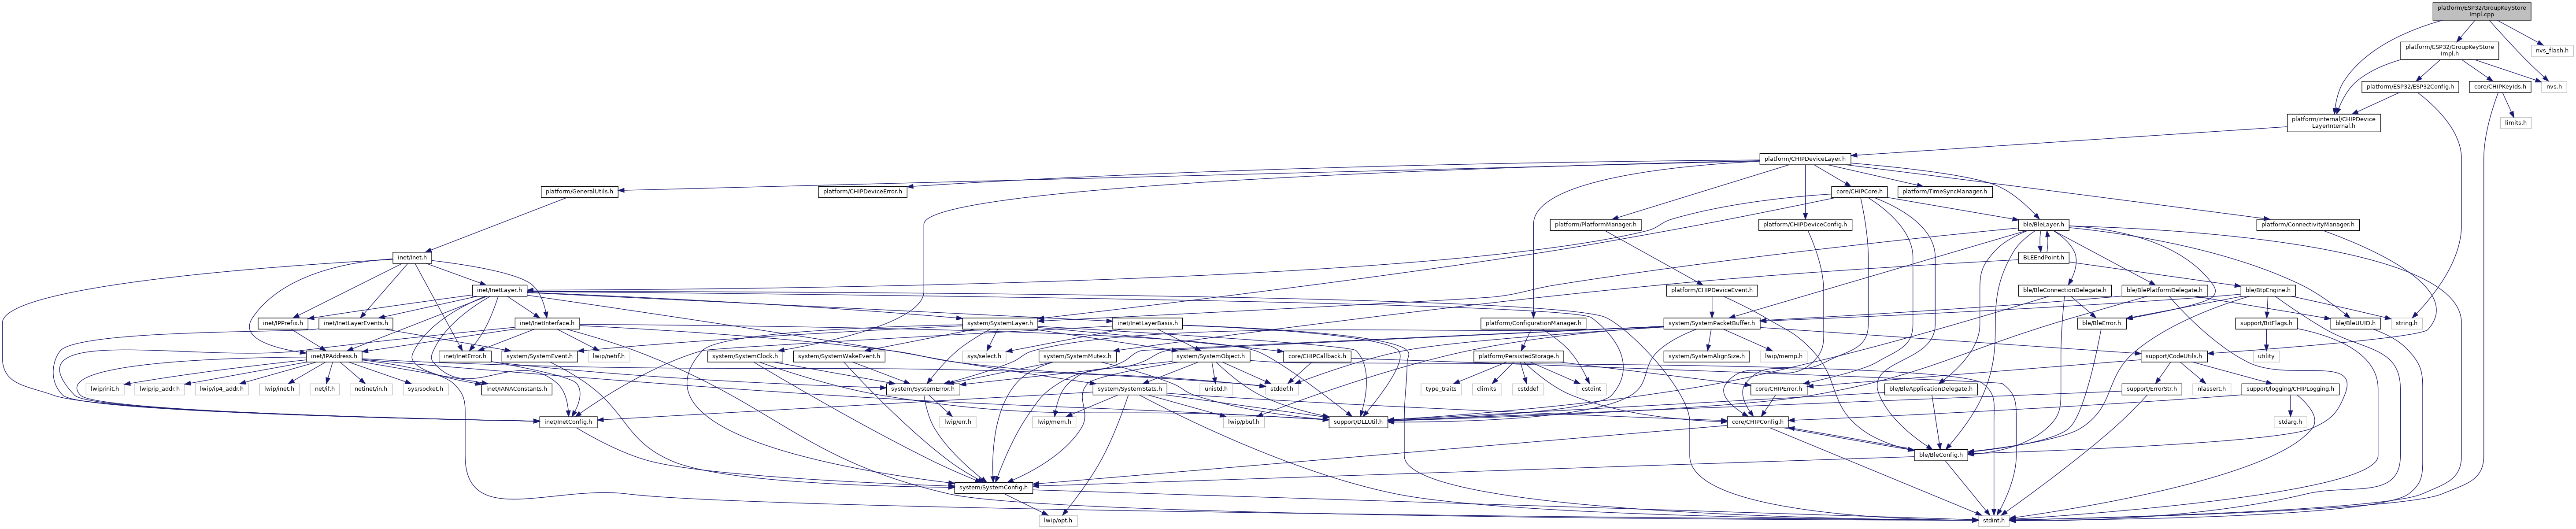 platform/ESP32/GroupKeyStore
Impl.cpp
platform/ESP32/GroupKeyStore
Impl.h
nvs_flash.h
platform/ESP32/ESP32Config.h
core/CHIPKeyIds.h
nvs.h
platform/internal/CHIPDevice
LayerInternal.h
limits.h
platform/CHIPDeviceLayer.h
platform/GeneralUtils.h
platform/CHIPDeviceError.h
core/CHIPCore.h
platform/TimeSyncManager.h
platform/PlatformManager.h
platform/CHIPDeviceConfig.h
ble/BleLayer.h
platform/ConnectivityManager.h
inet/Inet.h
BLEEndPoint.h
inet/InetLayer.h
platform/CHIPDeviceEvent.h
ble/BleConnectionDelegate.h
ble/BlePlatformDelegate.h
ble/BtpEngine.h
inet/IPPrefix.h
inet/InetLayerEvents.h
inet/InetInterface.h
system/SystemLayer.h
inet/InetLayerBasis.h
platform/ConfigurationManager.h
system/SystemPacketBuffer.h
ble/BleError.h
support/BitFlags.h
ble/BleUUID.h
string.h
inet/IPAddress.h
inet/InetError.h
system/SystemEvent.h
lwip/netif.h
system/SystemClock.h
system/SystemWakeEvent.h
sys/select.h
system/SystemMutex.h
system/SystemObject.h
core/CHIPCallback.h
platform/PersistedStorage.h
system/SystemAlignSize.h
lwip/memp.h
support/CodeUtils.h
utility
lwip/init.h
lwip/ip_addr.h
lwip/ip4_addr.h
lwip/inet.h
net/if.h
netinet/in.h
sys/socket.h
inet/IANAConstants.h
system/SystemError.h
system/SystemStats.h
unistd.h
stddef.h
type_traits
climits
cstddef
cstdint
core/CHIPError.h
ble/BleApplicationDelegate.h
support/ErrorStr.h
nlassert.h
support/logging/CHIPLogging.h
inet/InetConfig.h
lwip/err.h
lwip/mem.h
lwip/pbuf.h
support/DLLUtil.h
core/CHIPConfig.h
stdarg.h
ble/BleConfig.h
system/SystemConfig.h
lwip/opt.h
stdint.h